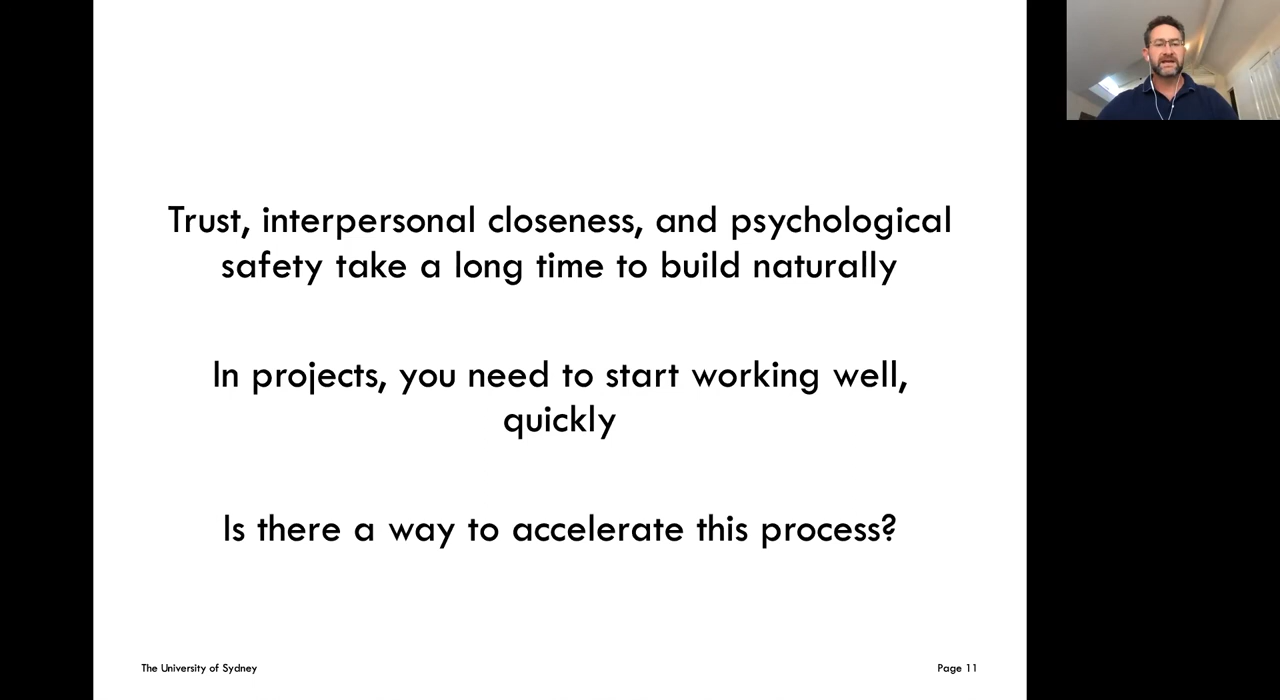 Trust, interpersonal closeness, and psychological
safety take a long time to build naturally
In projects, you need to start working well,
quickly
Is there a way to accelerate this process?
The University of Sydney
Page 11